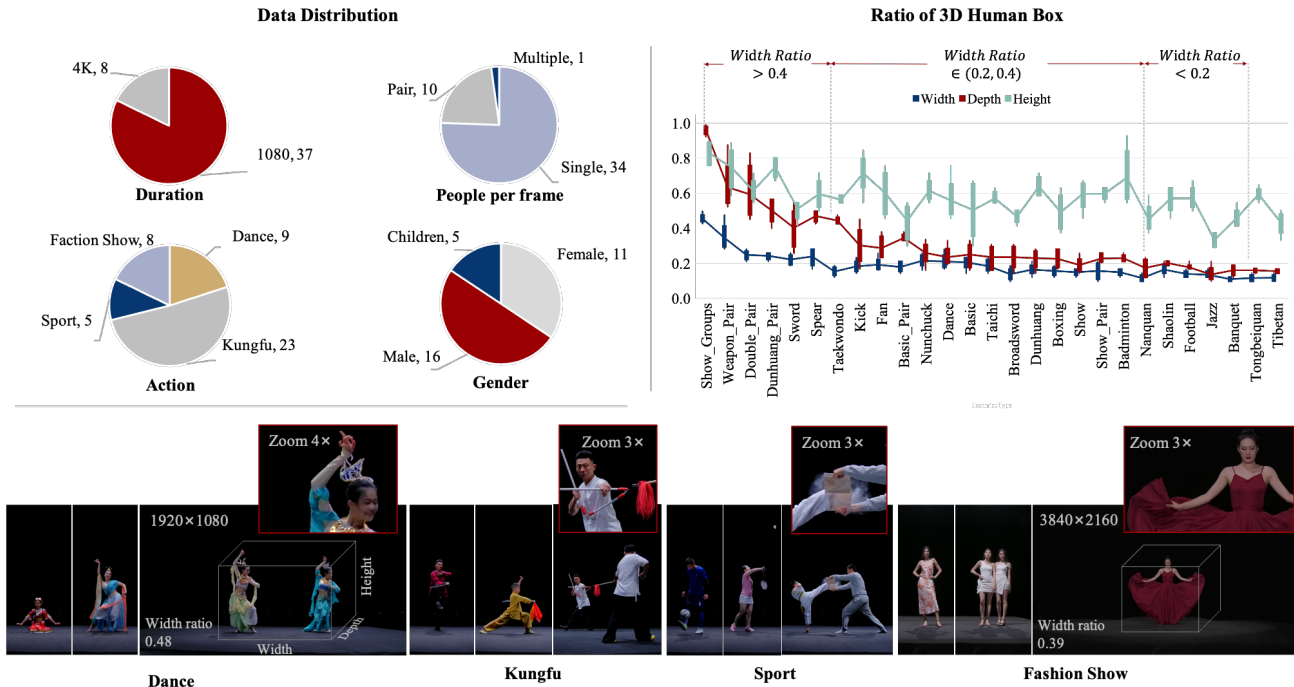 Data Distribution
4K, 8
1080, 37
Duration
Multiple, 1
Pair, 10
Single, 34
People per frame
Faction Show, 8
Dance, 9
Sport, 5
Kungfu, 23
Action
Children, 5
Female, 11
Male, 16
Gender
Ratio of 3D Human Box
Width Ratio
> 0.4
Width Ratio
∈ (0.2, 0.4)
Width Ratio
< 0.2
Width Depth Height
1.0
0.8
0.6
0.4
0.2
0.0
Show_Groups
Weapon_Pair
Double_Pair
Dunhuang_Pair
Sword
Spear
Taekwondo
Kick
Fan
Basic_Pair
Nunchuck
Dance
Basic
Taichi
Broadsword
Dunhuang
Boxing
Show
Show_Pair
Badminton
Nanquan
Shaolin
Football
Jazz
Banquet
Tongbeiquan
Tibetan
Zoom 4×
1920×1080
Height
Depth
Width
Width ratio
0.48
Dance
Zoom 3×
Kungfu
Zoom 3×
Sport
Zoom 3×
3840×2160
Width ratio
0.39
Fashion Show